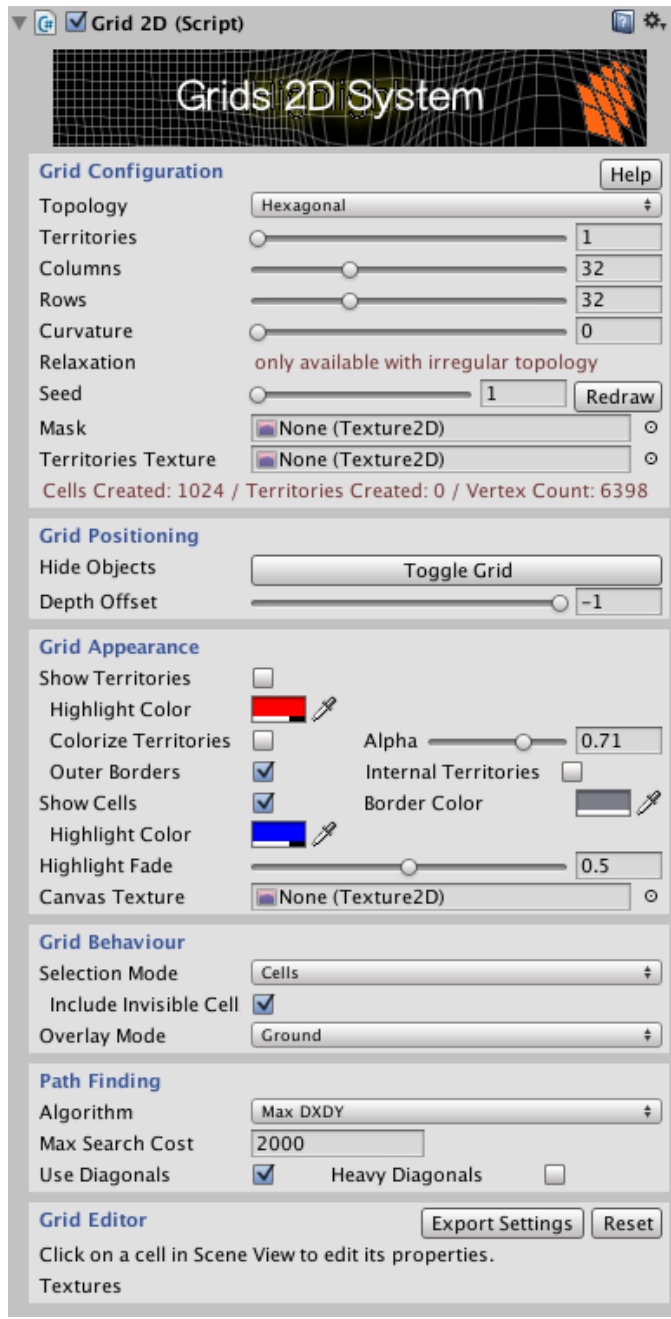 Grid 2D (Script)
Grids 2D System
Grid Configuration Help
Topology Hexagonal
Territories 1
Columns 32
Rows 32
Curvature 0
Relaxation only available with irregular topology
Seed 1 Redraw
Mask None (Texture2D)
Territories Texture None (Texture2D)
Cells Created: 1024 / Territories Created: 0 / Vertex Count: 6398
Grid Positioning
Hide Objects Toggle Grid
Depth Offset -1
Grid Appearance
Show Territories
Highlight Color
Colorize Territories Alpha 0.71
Outer Borders Internal Territories
Show Cells Border Color
Highlight Color
Highlight Fade 0.5
Canvas Texture None (Texture2D)
Grid Behaviour
Selection Mode Cells
Include Invisible Cell
Overlay Mode Ground
Path Finding
Algorithm Max DXDY
Max Search Cost 2000
Use Diagonals Heavy Diagonals
Grid Editor Export Settings Reset
Click on a cell in Scene View to edit its properties.
Textures